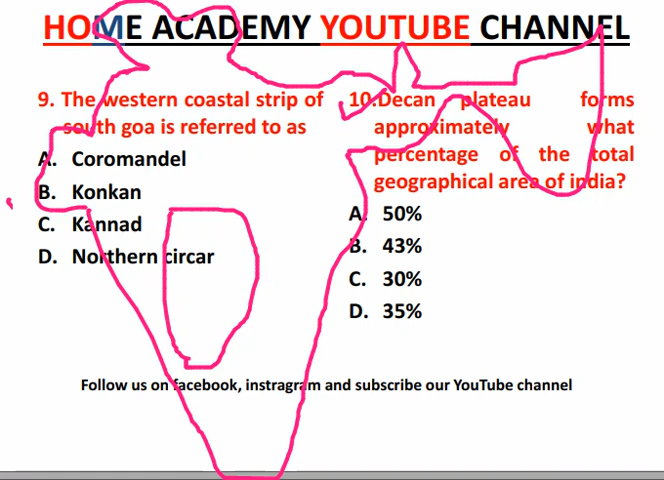 HOME ACADEMY YOUTUBE CHANNEL
9. The western coastal strip of
south goa is referred to as
A. Coromandel
B. Konkan
C. Kannad
D. Northern circar
10.Decan plateau forms
approximately what
percentage of the total
geographical area of india?
A. 50%
B. 43%
C. 30%
D. 35%
Follow us on facebook, instragram and subscribe our YouTube channel